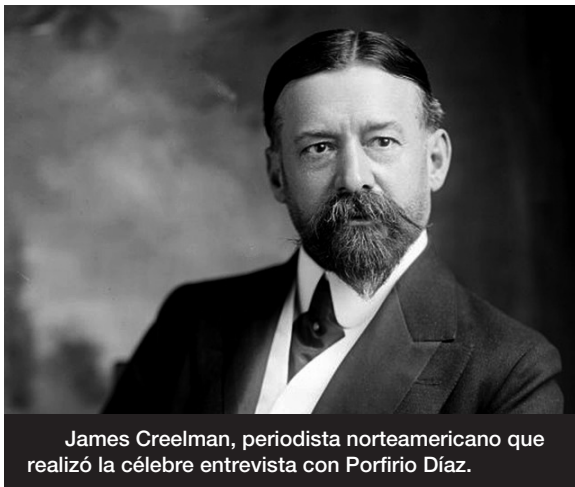 James Creelman, periodista norteamericano que
realizó la célebre entrevista con Porfirio Díaz.